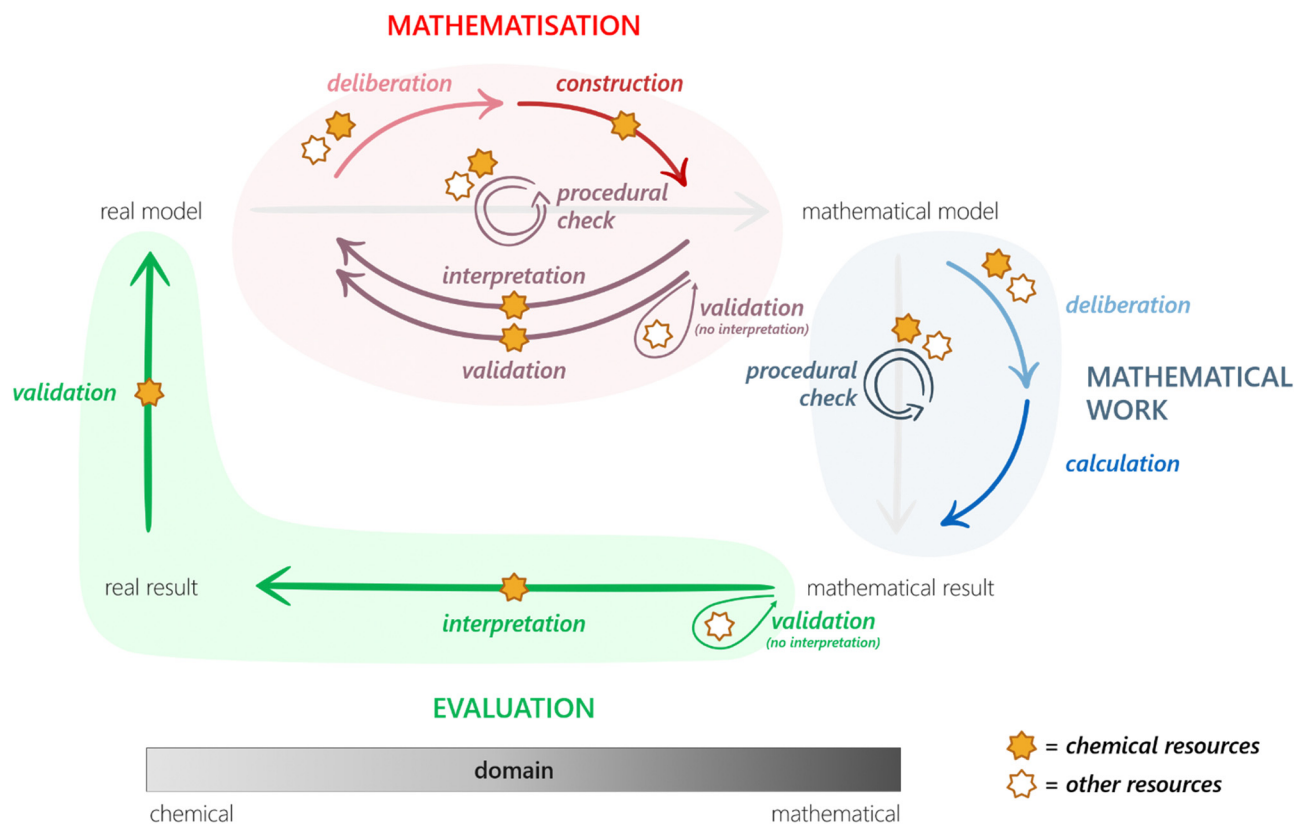 MATHEMATISATION
deliberation
construction
procedural
check
real model
mathematical model
interpretation
validation
(no interpretation)
validation
deliberation
procedural
check
MATHEMATICAL
WORK
validation
calculation
real result
mathematical result
interpretation
validation
(no interpretation)
EVALUATION
domain
chemical
mathematical
= chemical resources
= other resources